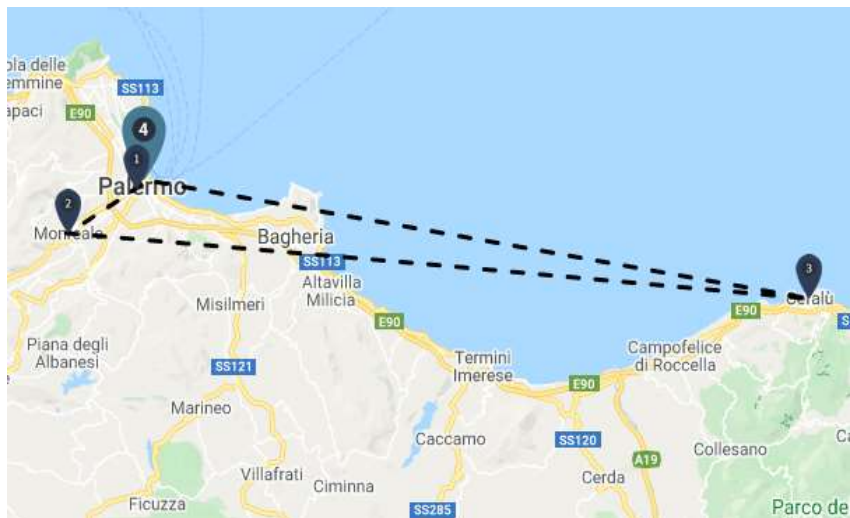 ola delle
emmine
apaci
SS113
E90
4
1
Palermo
2
Monreale
Bagheria
SS113
Altavilla
Milicia
Misilmeri
E90
3
Cefalù
E90
S
Piana degli
Albanesi
e
SS121
Termini
Imerese
Campofelice
di Roccella
E90
Marineo
Caccamo
SS120
A19
Collesano
Ca
Villafrati
Ciminna
Cerda
Ficuzza
SS285
Parco de